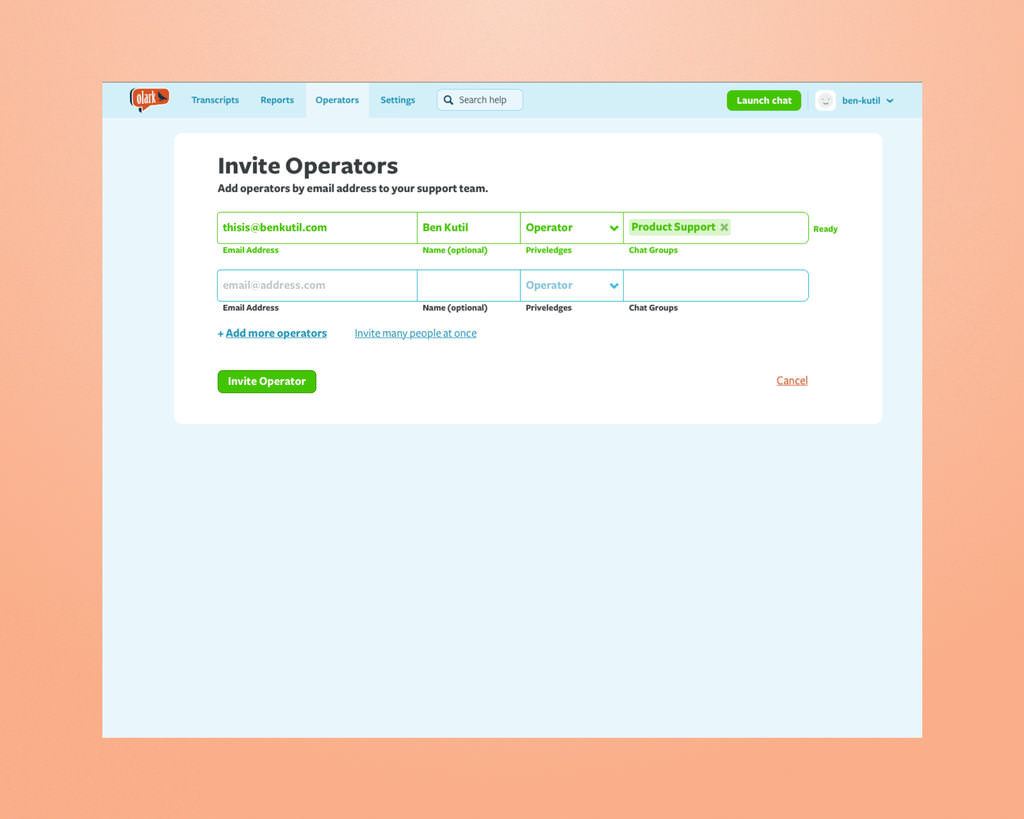 olark Transcripts Reports Operators Settings Search help Launch chat ben-kutil
Invite Operators
Add operators by email address to your support team.
thisis@benkutil.com Ben Kutil Operator Product Support Ready
Email Address Name (optional) Priveledges Chat Groups
email@address.com Operator
Email Address Name (optional) Priveledges Chat Groups
+ Add more operators Invite many people at once
Invite Operator Cancel